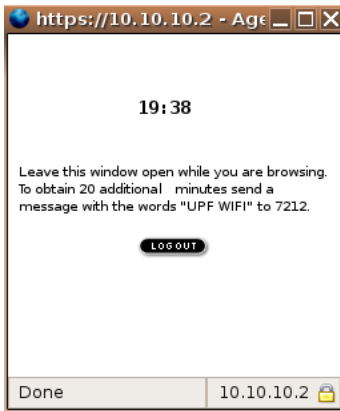 https://10.10.10.2 - Age
19:38
Leave this window open while you are browsing.
To obtain 20 additional minutes send a
message with the words "UPF WIFI" to 7212.
LOGOUT
Done 10.10.10.2